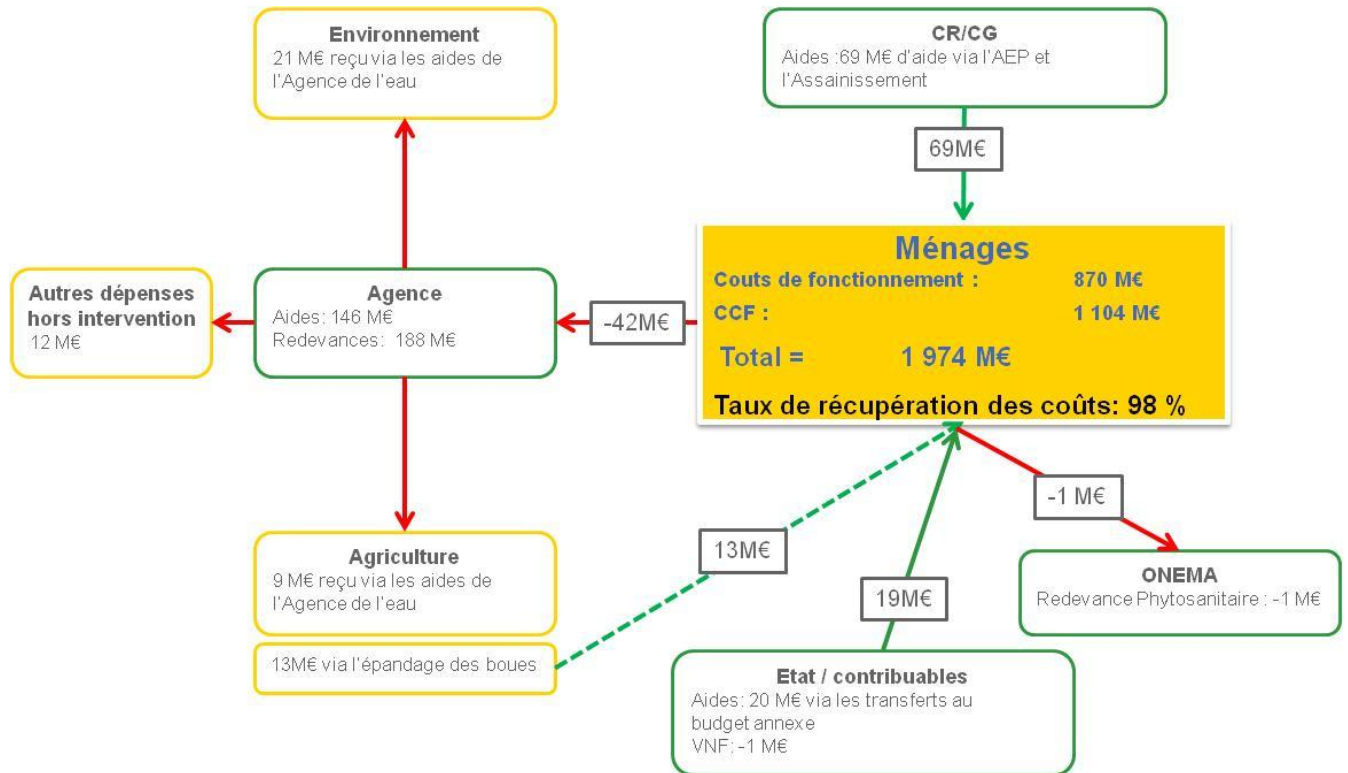 Environnement
21 M€ reçu via les aides de
l'Agence de l'eau
CR/CG
Aides :69 M€ d'aide via l'AEP et
l'Assainissement
69M€
Ménages
Couts de fonctionnement : 870 M€
CCF : 1 104 M€
Total = 1 974 M€
Taux de récupération des coûts: 98 %
Autres dépenses
hors intervention
12 M€
Agence
Aides: 146 M€
Redevances: 188 M€
-42M€
Agriculture
9 M€ reçu via les aides de
l'Agence de l'eau
13M€ via l'épandage des boues
13M€
19M€
-1 M€
ONEMA
Redevance Phytosanitaire : -1 M€
Etat / contribuables
Aides: 20 M€ via les transferts au
budget annexe
VNF: -1 M€